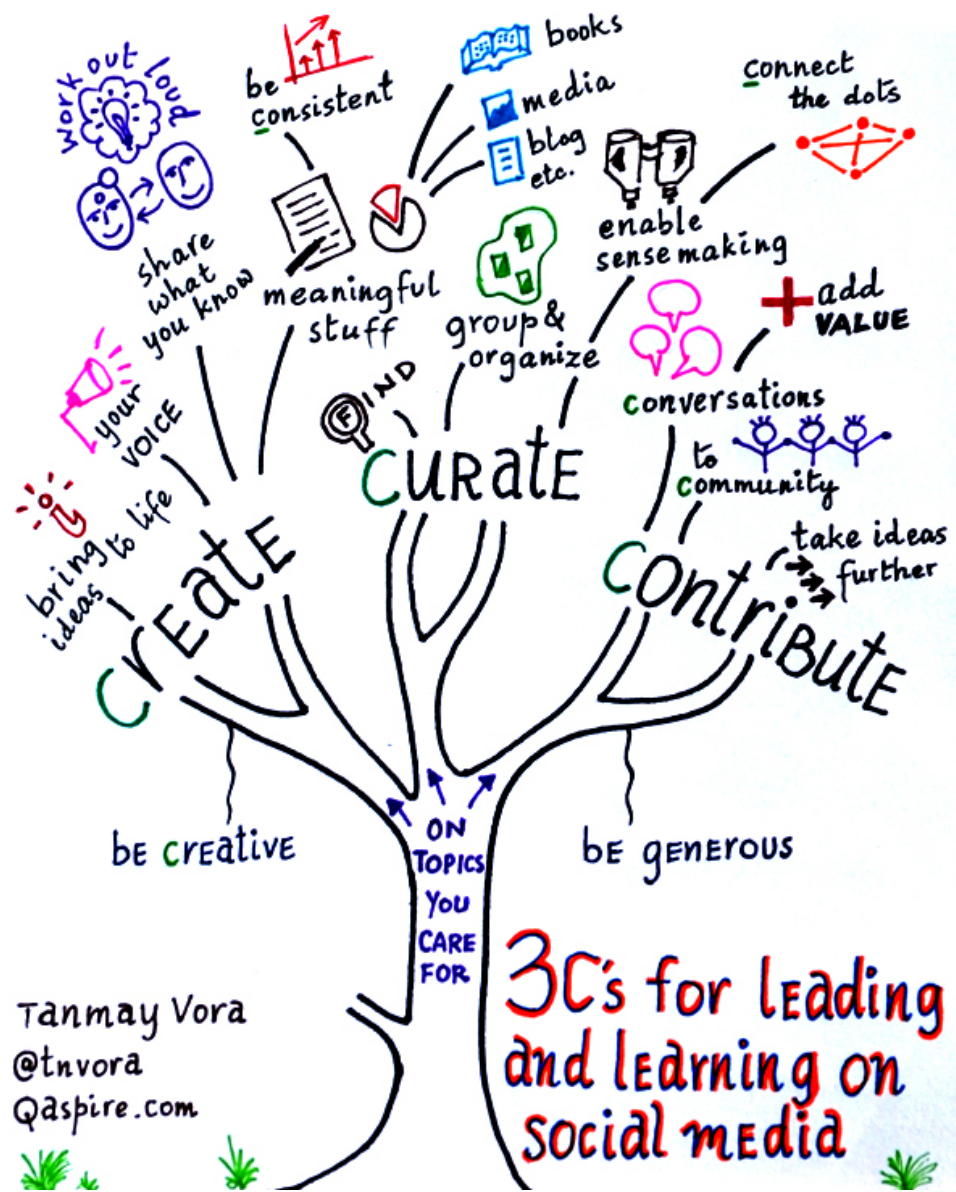 work out loud
be
consistent
books
media
blog
etc.
connect
the dots
share
what
you know
meaningful
stuff
group &
organize
enable
sense making
add
VALUE
your
VOICE
FIND
conversations
to
community
bring
ideas to life
take ideas
further
CrEatE
CURatE
ContriButE
bE crEativE
bE gEnERous
ON
TOPICS
You
CARE
FOR
3C's for lEading
and lEarning on
social mEdia
Tanmay Vora
@tnvora
Qaspire.com